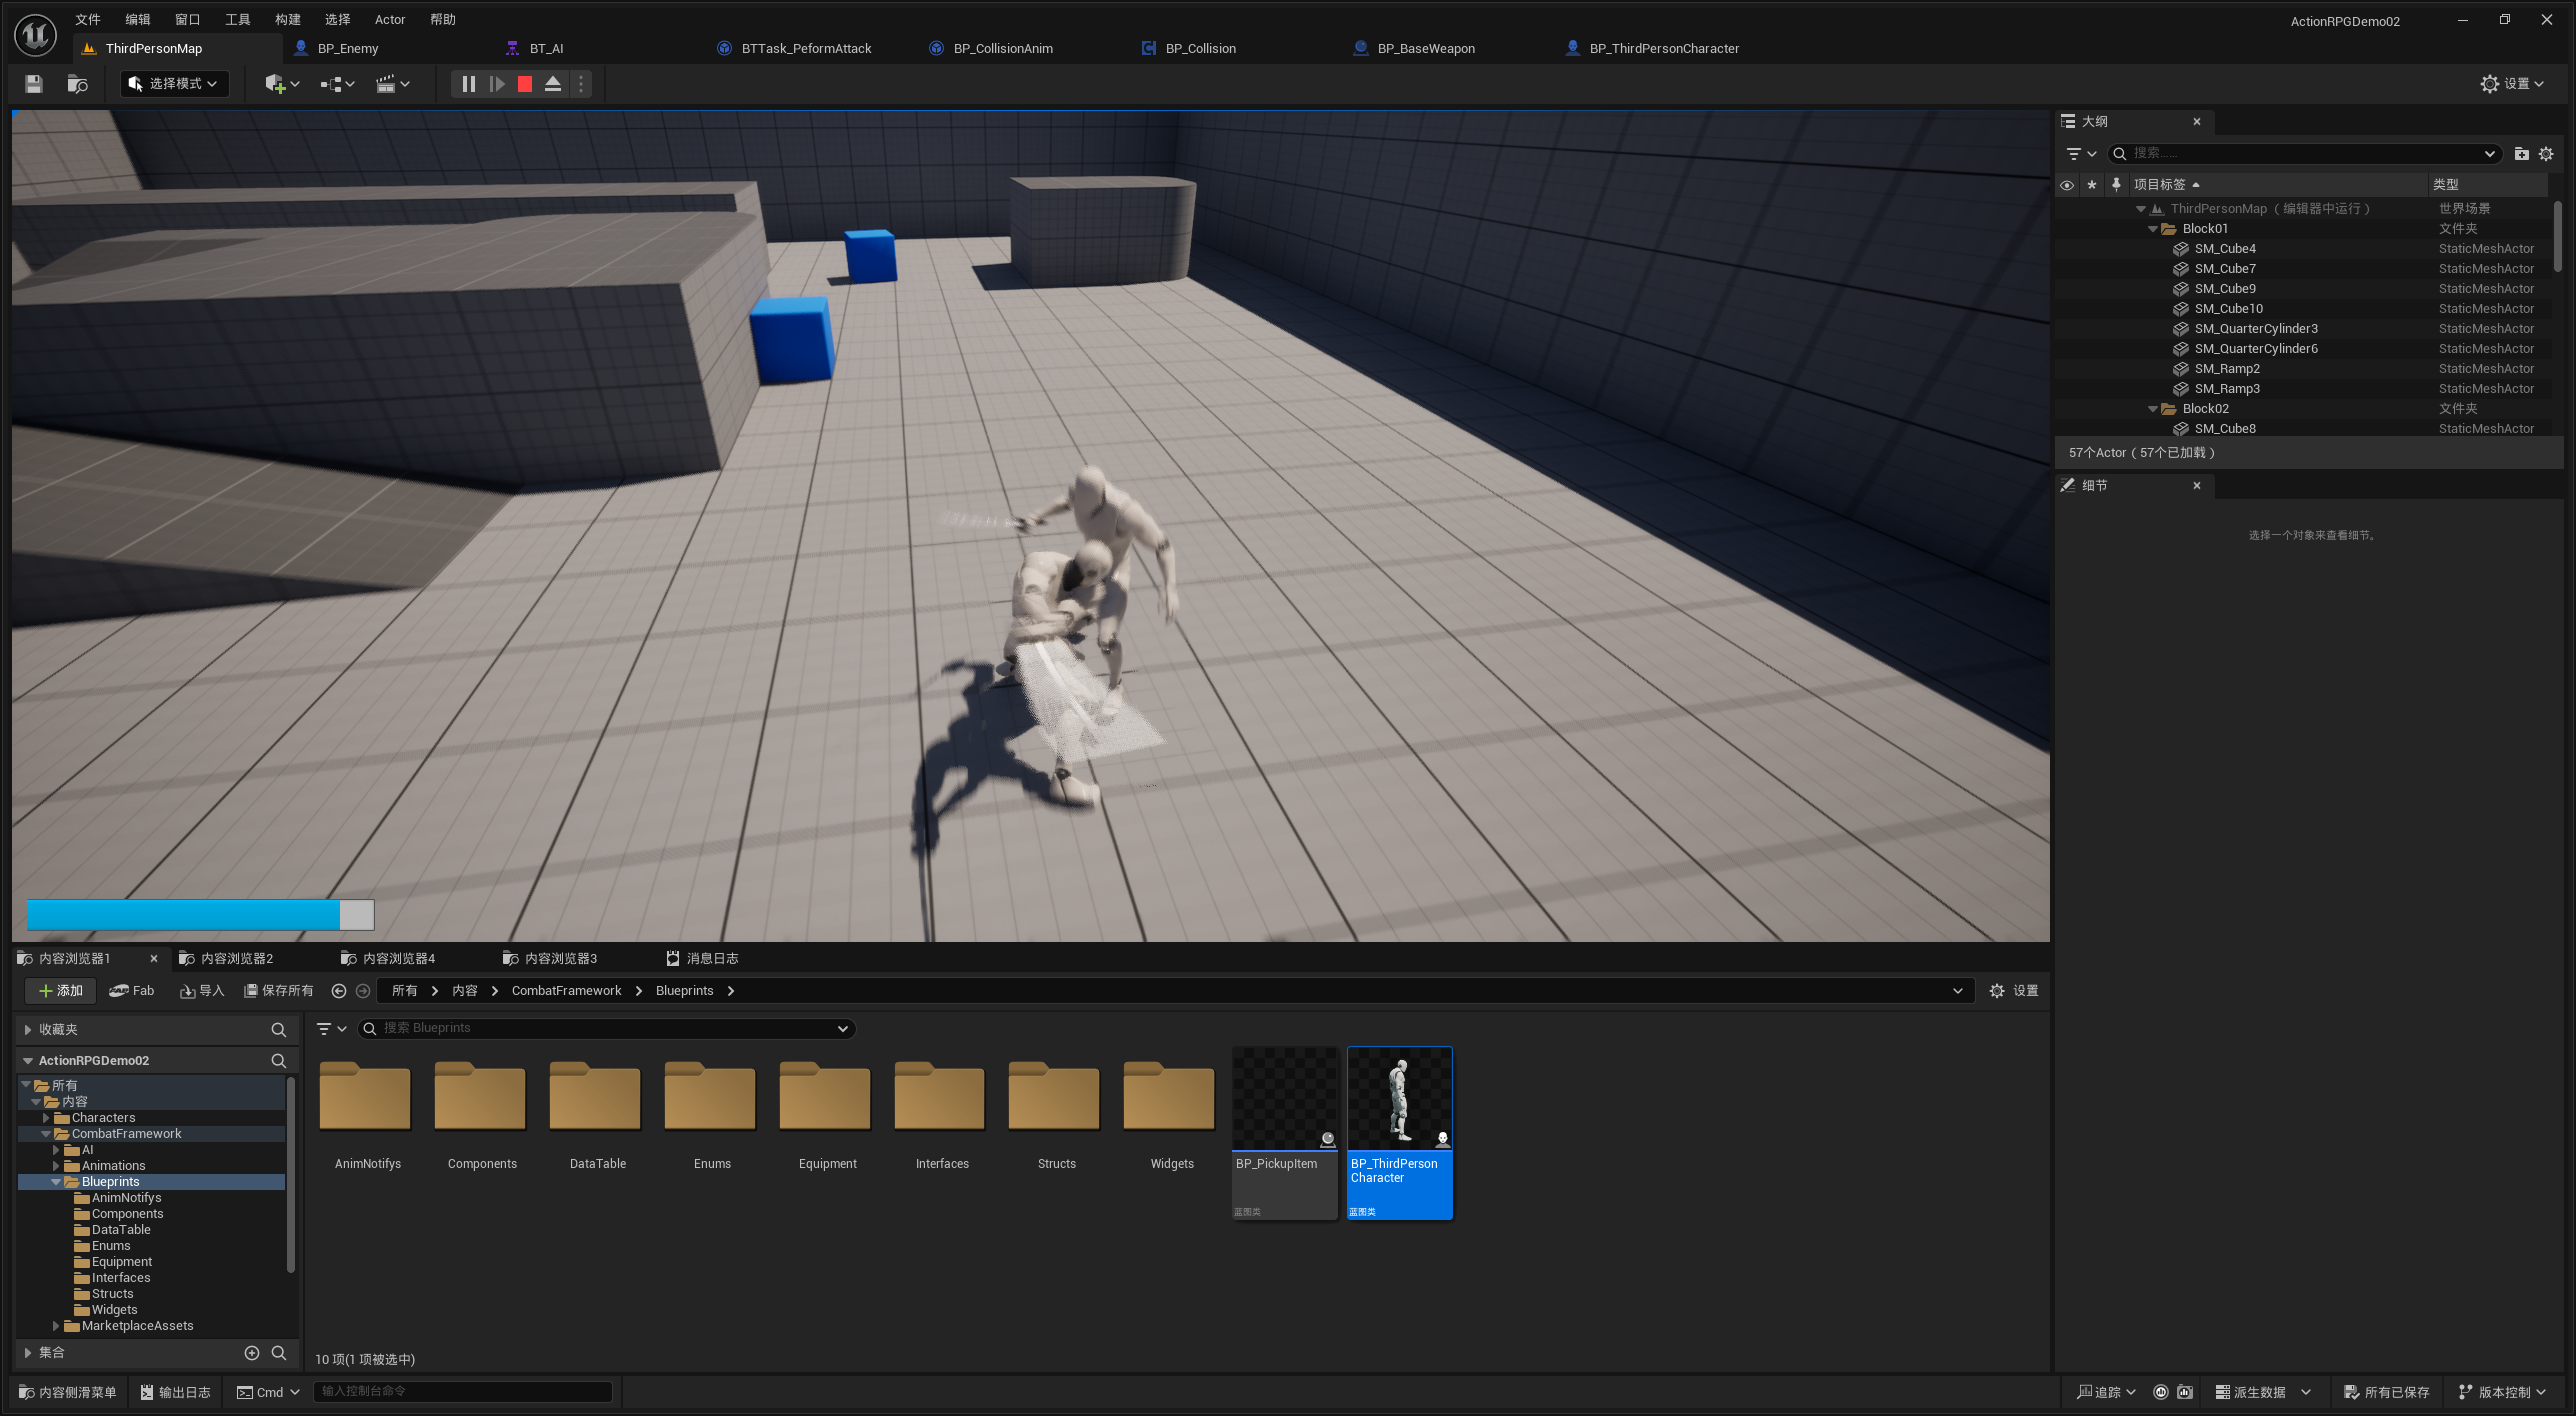 文件 编辑 窗口 工具 构建 选择 Actor 帮助
ActionRPGDemo02
ThirdPersonMap BP_Enemy BT_AI BTTask_PeformAttack BP_CollisionAnim BP_Collision BP_BaseWeapon BP_ThirdPersonCharacter
选择模式
设置
大纲
搜索......
项目标签 类型
ThirdPersonMap（编辑器中运行） 世界场景
Block01 文件夹
SM_Cube4 StaticMeshActor
SM_Cube7 StaticMeshActor
SM_Cube9 StaticMeshActor
SM_Cube10 StaticMeshActor
SM_QuarterCylinder3 StaticMeshActor
SM_QuarterCylinder6 StaticMeshActor
SM_Ramp2 StaticMeshActor
SM_Ramp3 StaticMeshActor
Block02 文件夹
SM_Cube8 StaticMeshActor
57个Actor（57个已加载）
细节
选择一个对象来查看细节。
内容浏览器1 内容浏览器2 内容浏览器4 内容浏览器3 消息日志
添加 Fab 导入 保存所有 所有 内容 CombatFramework Blueprints 设置
收藏夹
搜索 Blueprints
ActionRPGDemo02
所有
内容
Characters
CombatFramework
AI
Animations
Blueprints
AnimNotifys
Components
DataTable
Enums
Equipment
Interfaces
Structs
Widgets
MarketplaceAssets
集合
AnimNotifys Components DataTable Enums Equipment Interfaces Structs Widgets
BP_PickupItem
蓝图类
BP_ThirdPerson
Character
蓝图类
10 项(1 项被选中)
内容侧滑菜单 输出日志 Cmd 输入控制台命令
追踪 派生数据 所有已保存 版本控制